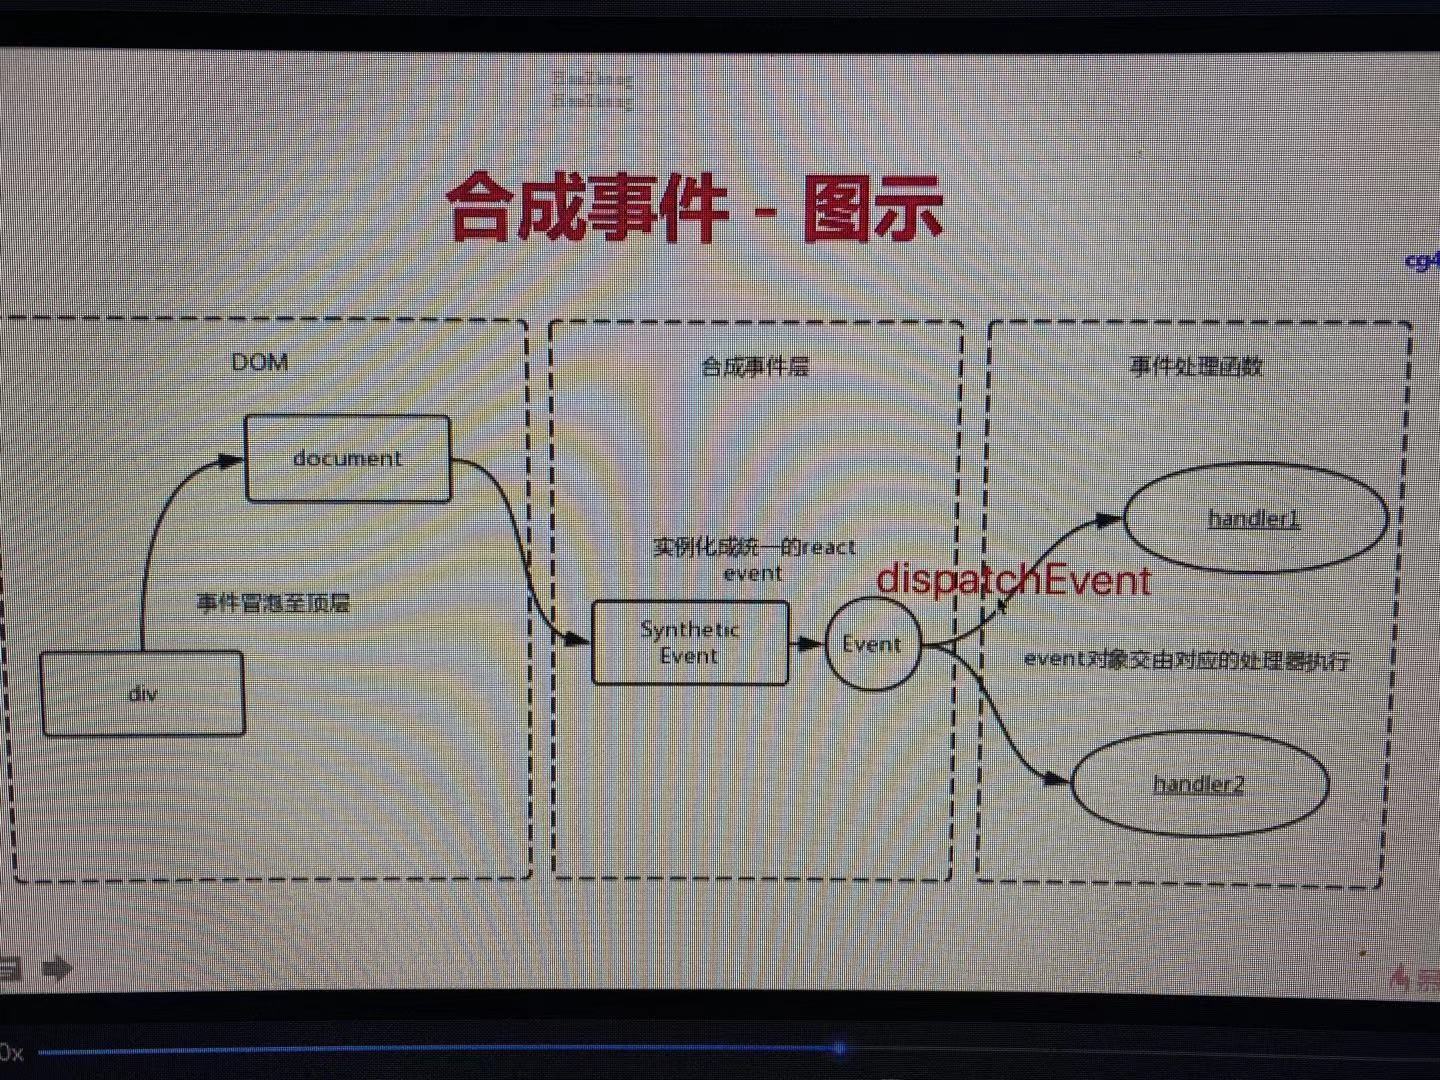 合成事件 - 图示
DOM
合成事件层
事件处理函数
document
handler1
实例化成统一的react
event
dispatchEvent
事件冒泡至顶层
Synthetic
Event
Event
event对象交由对应的处理器执行
div
handler2